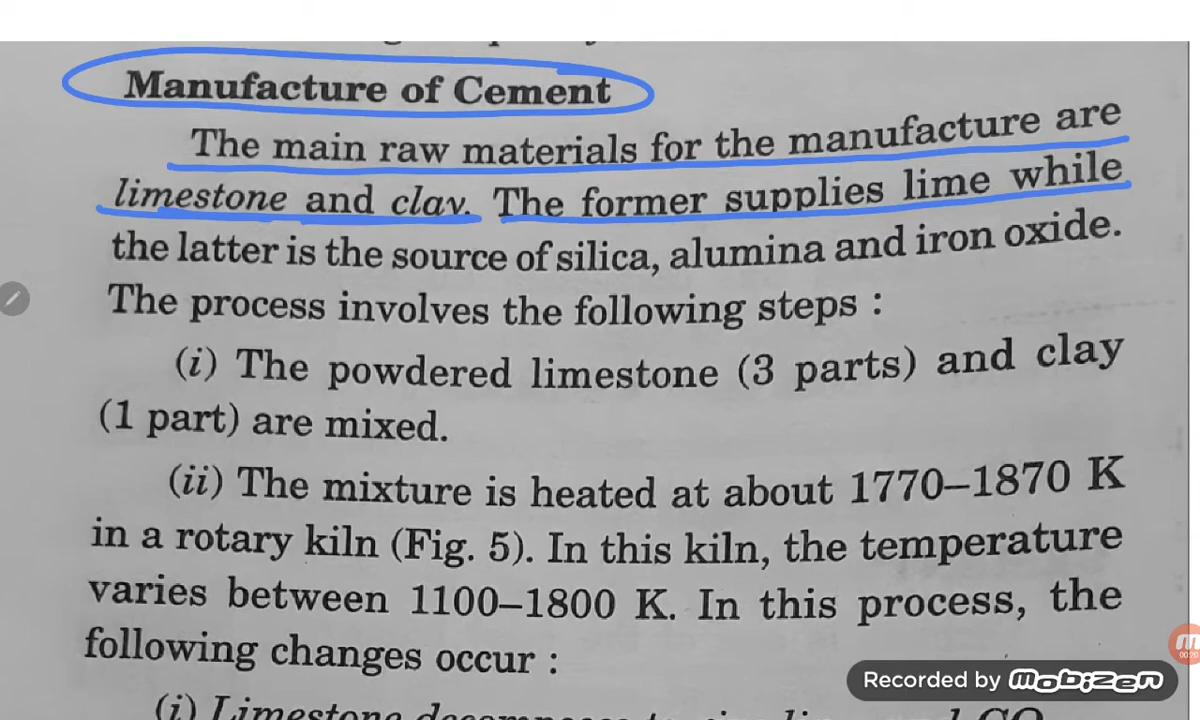 Manufacture of Cement
The main raw materials for the manufacture are
limestone and clay. The former supplies lime while
the latter is the source of silica, alumina and iron oxide.
The process involves the following steps :
(i) The powdered limestone (3 parts) and clay
(1 part) are mixed.
(ii) The mixture is heated at about 1770–1870 K
in a rotary kiln (Fig. 5). In this kiln, the temperature
varies between 1100–1800 K. In this process, the
following changes occur :
(i) Limestone
00:20
Recorded by Mobizen